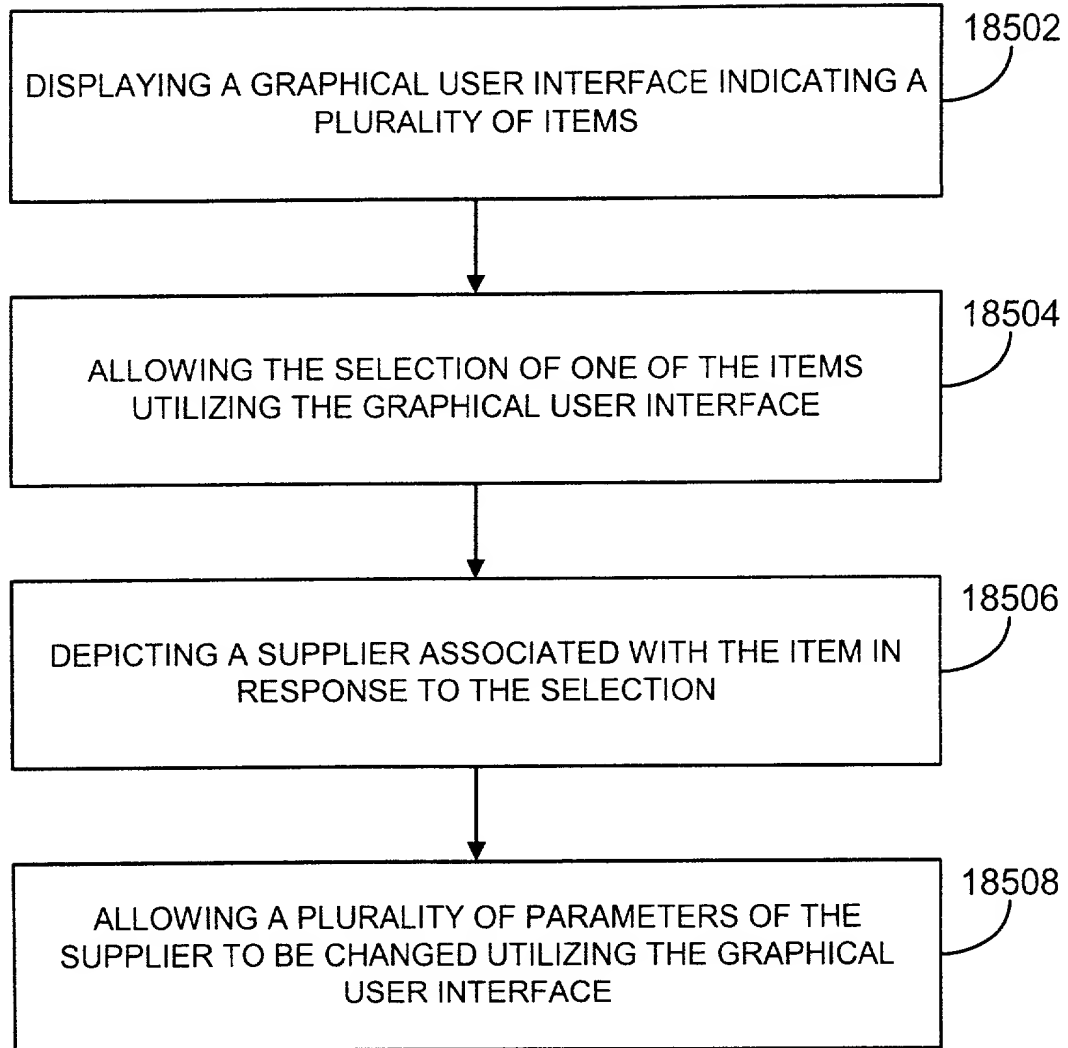 18502
DISPLAYING A GRAPHICAL USER INTERFACE INDICATING A
PLURALITY OF ITEMS
18504
ALLOWING THE SELECTION OF ONE OF THE ITEMS
UTILIZING THE GRAPHICAL USER INTERFACE
18506
DEPICTING A SUPPLIER ASSOCIATED WITH THE ITEM IN
RESPONSE TO THE SELECTION
18508
ALLOWING A PLURALITY OF PARAMETERS OF THE
SUPPLIER TO BE CHANGED UTILIZING THE GRAPHICAL
USER INTERFACE